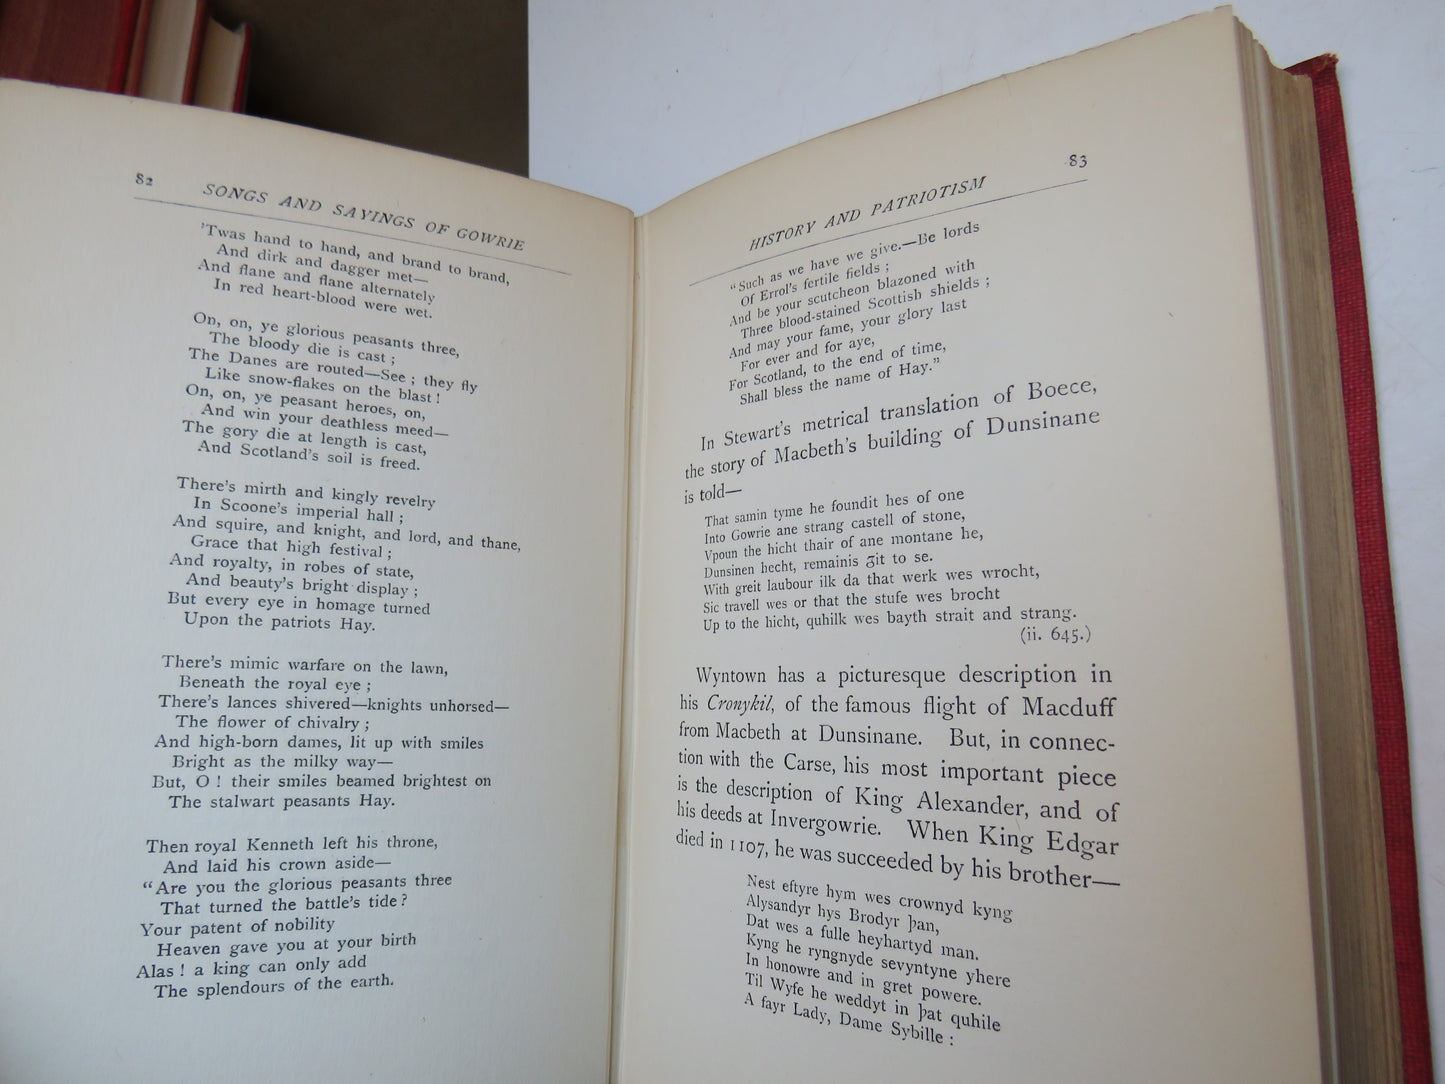 82
SONGS AND SAYINGS OF GOWRIE
'Twas hand to hand, and brand to brand,
And dirk and dagger met—
And flane and flane alternately
In red heart-blood were wet.
On, on, ye glorious peasants three,
The bloody die is cast ;
The Danes are routed—See ; they fly
Like snow-flakes on the blast !
On, on, ye peasant heroes, on,
And win your deathless meed—
The gory die at length is cast,
And Scotland's soil is freed.
There's mirth and kingly revelry
In Scoone's imperial hall ;
And squire, and knight, and lord, and thane,
Grace that high festival ;
And royalty, in robes of state,
And beauty's bright display ;
But every eye in homage turned
Upon the patriots Hay.
There's mimic warfare on the lawn,
Beneath the royal eye ;
There's lances shivered—knights unhorsed—
The flower of chivalry ;
And high-born dames, lit up with smiles
Bright as the milky way—
But, O ! their smiles beamed brightest on
The stalwart peasants Hay.
Then royal Kenneth left his throne,
And laid his crown aside—
"Are you the glorious peasants three
That turned the battle's tide ?
Your patent of nobility
Heaven gave you at your birth
Alas ! a king can only add
The splendours of the earth.
HISTORY AND PATRIOTISM
83
"Such as we have we give.—Be lords
Of Errol's fertile fields ;
And be your scutcheon blazoned with
Three blood-stained Scottish shields ;
And may your fame, your glory last
For ever and for aye,
For Scotland, to the end of time,
Shall bless the name of Hay."
In Stewart's metrical translation of Boece,
the story of Macbeth's building of Dunsinane
is told—
That samin tyme he foundit hes of one
Into Gowrie ane strang castell of stone,
Vpoun the hicht thair of ane montane he,
Dunsinen hecht, remainis ȝit to se.
With greit laubour ilk da that werk wes wrocht,
Sic travell wes or that the stufe wes brocht
Up to the hicht, quhilk wes bayth strait and strang.
(ii. 645.)
Wyntown has a picturesque description in
his Cronykil, of the famous flight of Macduff
from Macbeth at Dunsinane. But, in connec-
tion with the Carse, his most important piece
is the description of King Alexander, and of
his deeds at Invergowrie. When King Edgar
died in 1107, he was succeeded by his brother—
Nest eftyre hym wes crownyd kyng
Alysandyr hys Brodyr þan,
Dat wes a fulle heyhartyd man.
Kyng he ryngnyde sevyntyne yhere
In honowre and in gret powere.
Til Wyfe he weddyt in þat quhile
A fayr Lady, Dame Sybille :